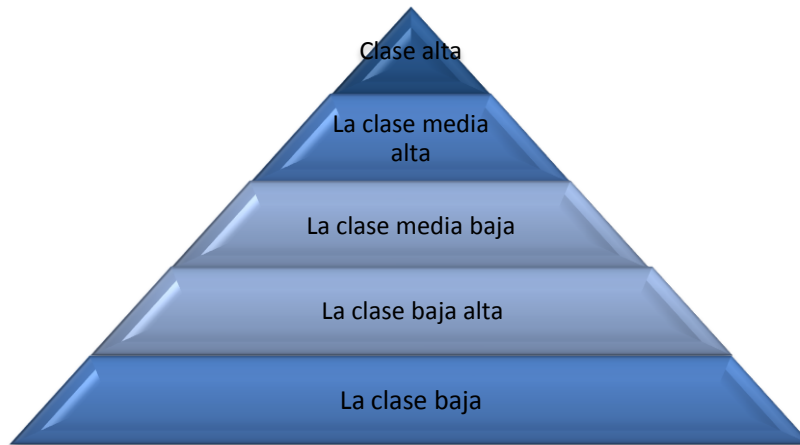 Clase alta
La clase media
alta
La clase media baja
La clase baja alta
La clase baja